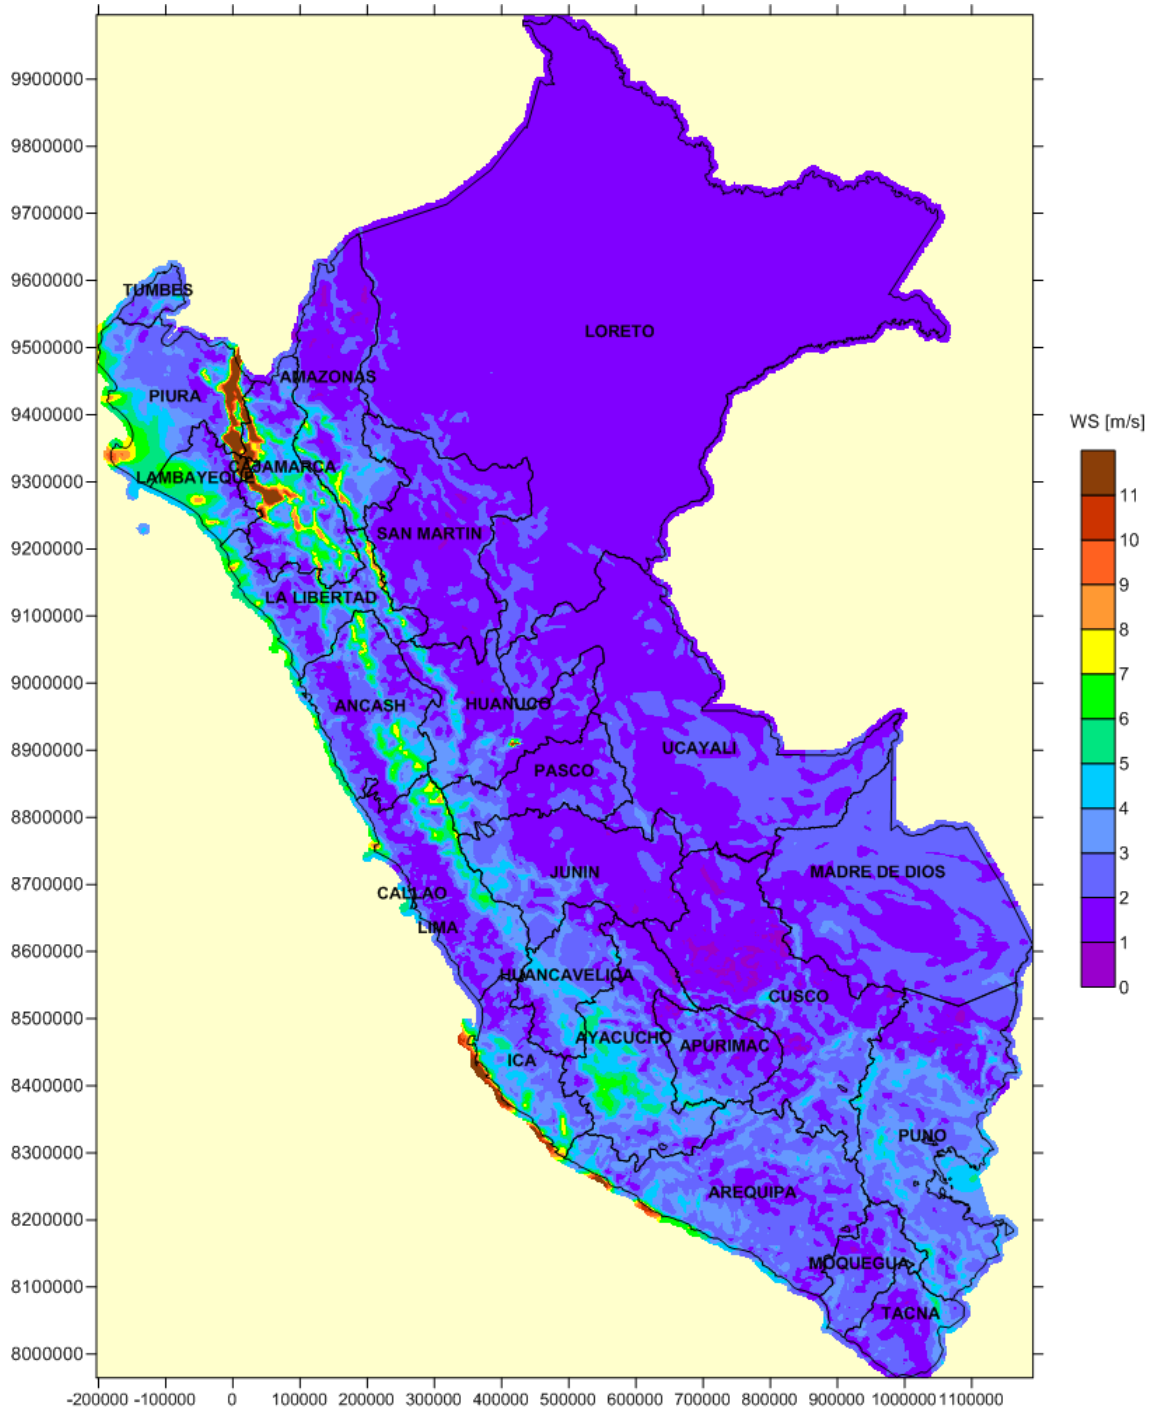 9900000
9800000
9700000
9600000
9500000
9400000
9300000
9200000
9100000
9000000
8900000
8800000
8700000
8600000
8500000
8400000
8300000
8200000
8100000
8000000
-200000 -100000 0 100000 200000 300000 400000 500000 600000 700000 800000 900000 1000000 1100000
TUMBES
LORETO
AMAZONAS
PIURA
CAJAMARCA
LAMBAYEQUE
SAN MARTIN
LA LIBERTAD
ANCASH
HUANUCO
UCAYALI
PASCO
JUNIN
MADRE DE DIOS
CALLAO
LIMA
HUANCAVELICA
CUSCO
AYACUCHO
APURIMAC
ICA
PUNO
AREQUIPA
MOQUEGUA
TACNA
WS [m/s]
11
10
9
8
7
6
5
4
3
2
1
0